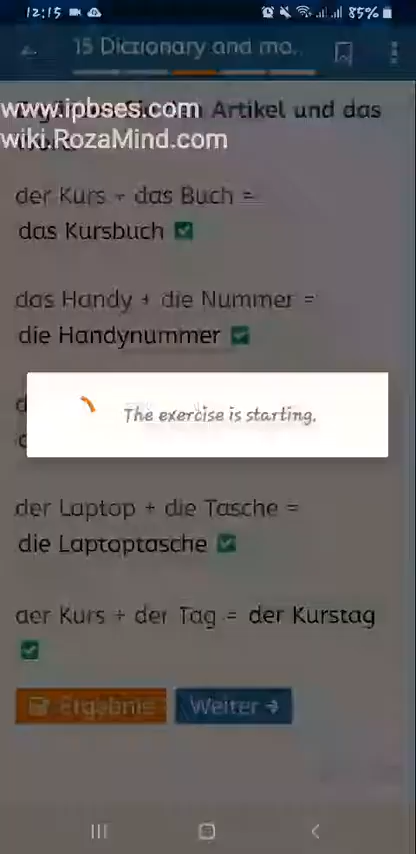 12:15
85%
15 Dictionary and mo...
www.ipbses.com
den Artikel und das
wiki.RozaMind.com
der Kurs + das Buch =
das Kursbuch
das Handy + die Nummer =
die Handynummer
The exercise is starting.
der Laptop + die Tasche =
die Laptoptasche
der Kurs + der Tag = der Kurstag
Ergebnis Weiter →